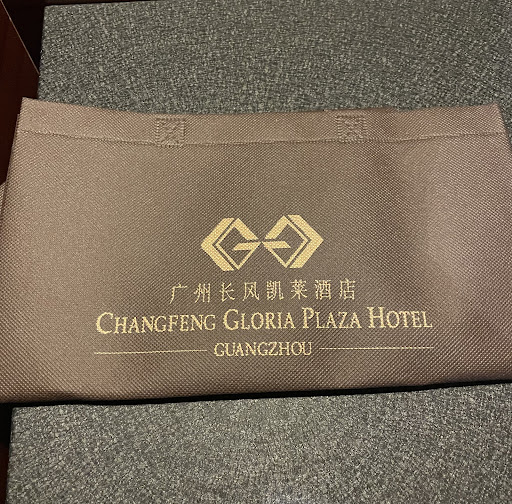 广州长风凯莱酒店
CHANGFENG GLORIA PLAZA HOTEL
GUANGZHOU